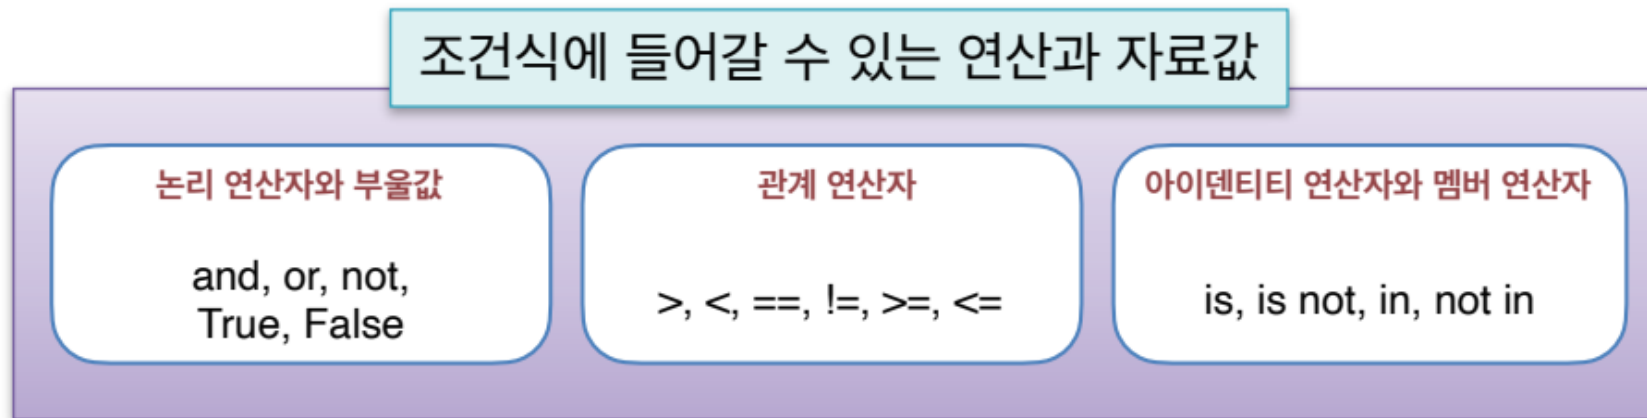 조건식에 들어갈 수 있는 연산과 자료값
논리 연산자와 부울값
and, or, not,
True, False
관계 연산자
>, <, ==, !=, >=, <=
아이덴티티 연산자와 멤버 연산자
is, is not, in, not in